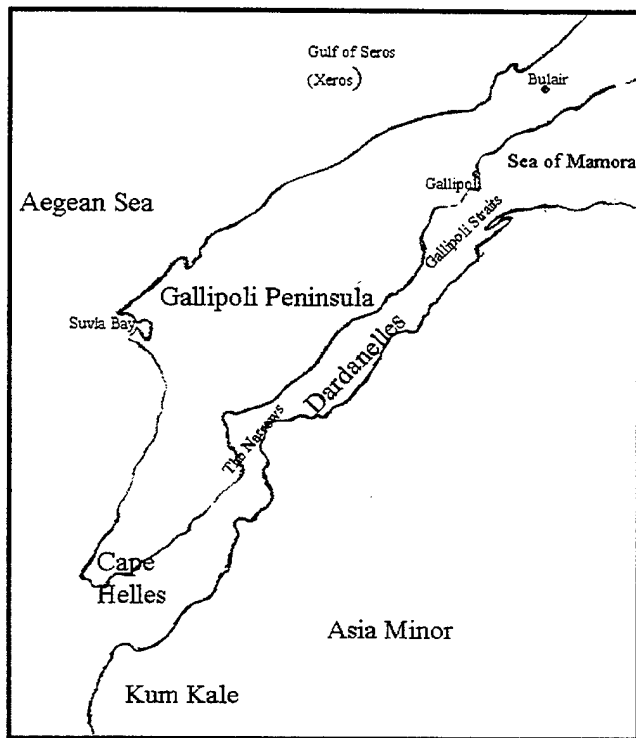 Gulf of Seros
(Xeros)
Bulair
Sea of Mamora
Gallipoli
Aegean Sea
Gallipoli Straits
Gallipoli Peninsula
Suvla Bay
Dardanelles
The Narrows
Cape
Helles
Asia Minor
Kum Kale